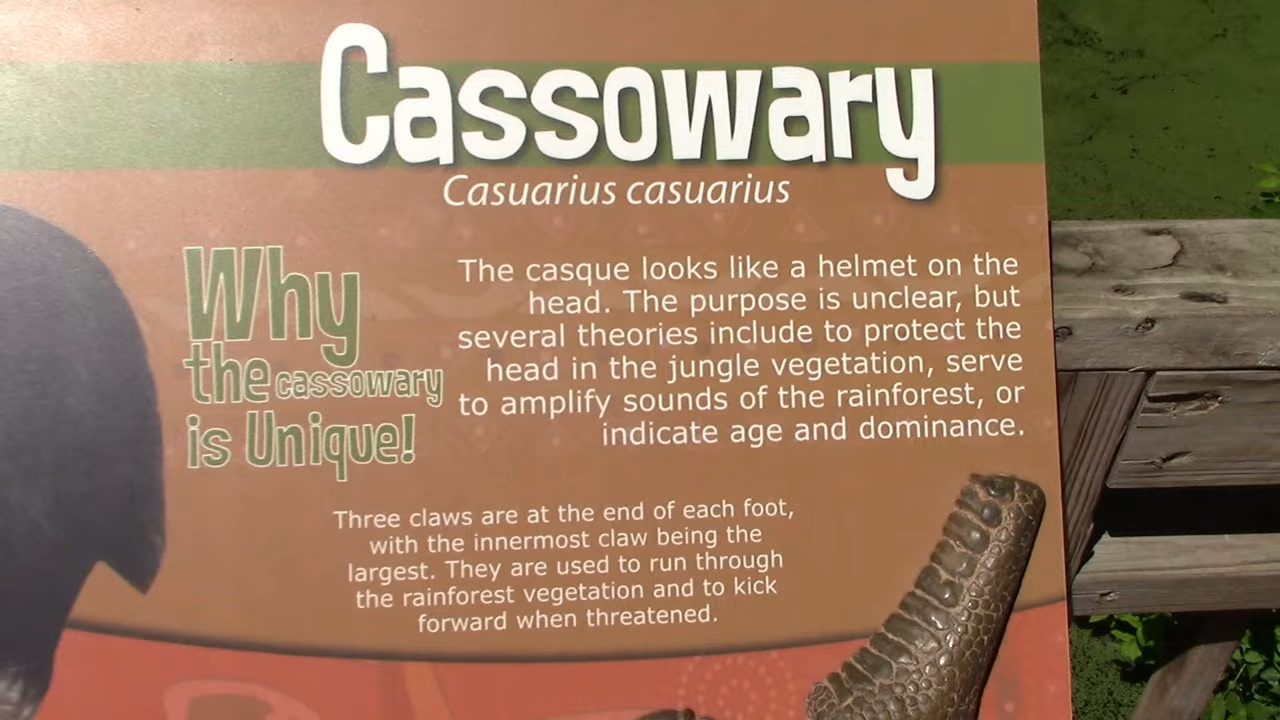 Cassowary
Casuarius casuarius
Why
the cassowary
is Unique!
The casque looks like a helmet on the
head. The purpose is unclear, but
several theories include to protect the
head in the jungle vegetation, serve
to amplify sounds of the rainforest, or
indicate age and dominance.
Three claws are at the end of each foot,
with the innermost claw being the
largest. They are used to run through
the rainforest vegetation and to kick
forward when threatened.